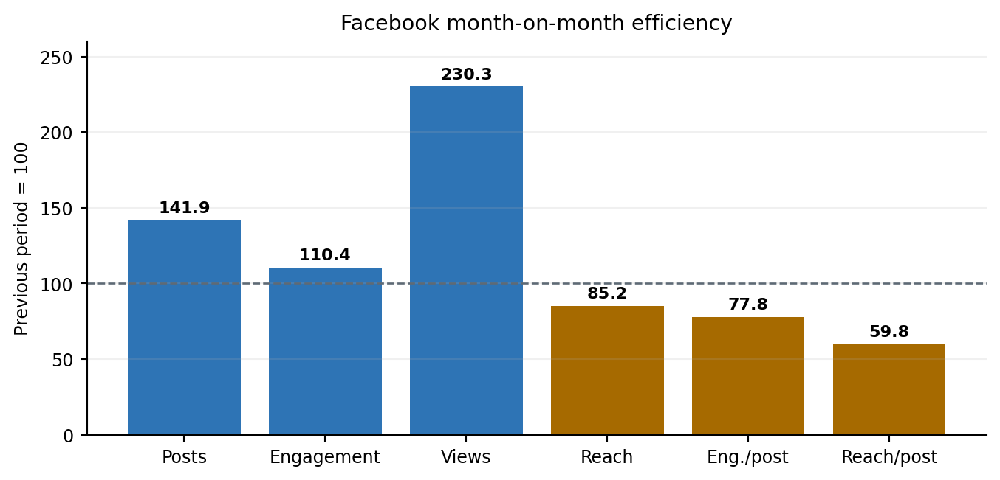 Facebook month-on-month efficiency
Previous period = 100
250
200
150
100
50
0
141.9
110.4
230.3
85.2
77.8
59.8
Posts
Engagement
Views
Reach
Eng./post
Reach/post